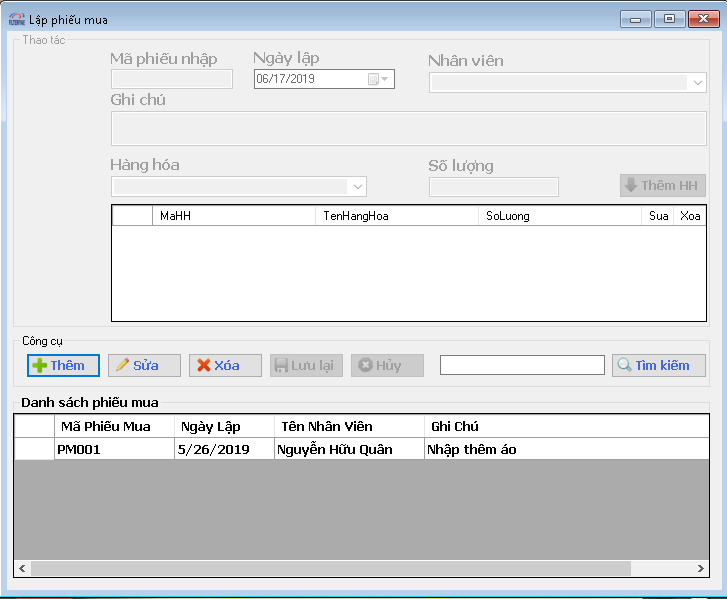 Lập phiếu mua
Thao tác
Mã phiếu nhập Ngày lập Nhân viên
06/17/2019
Ghi chú
Hàng hóa Số lượng
Thêm HH
MaHH TenHangHoa SoLuong Sua Xoa
Công cụ
Thêm Sửa Xóa Lưu lại Hủy Tìm kiếm
Danh sách phiếu mua
Mã Phiếu Mua Ngày Lập Tên Nhân Viên Ghi Chú
PM001 5/26/2019 Nguyễn Hữu Quân Nhập thêm áo